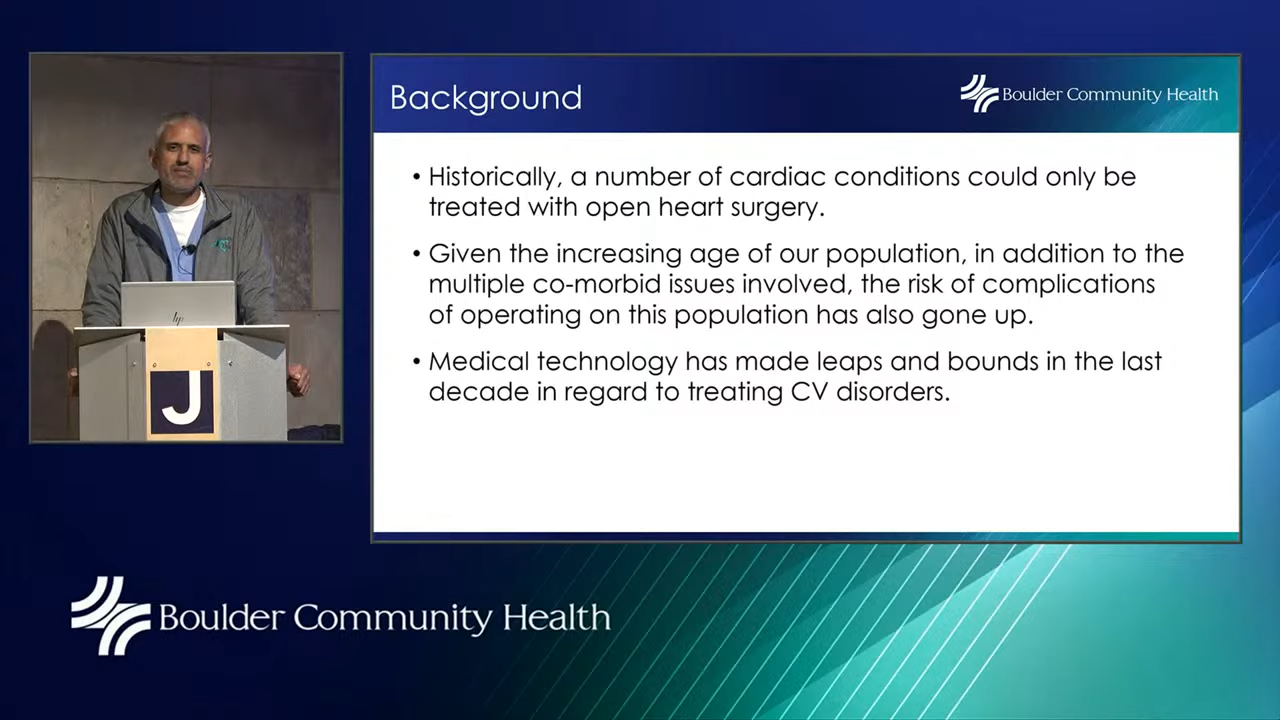 Background
Boulder Community Health
• Historically, a number of cardiac conditions could only be
treated with open heart surgery.
• Given the increasing age of our population, in addition to the
multiple co-morbid issues involved, the risk of complications
of operating on this population has also gone up.
• Medical technology has made leaps and bounds in the last
decade in regard to treating CV disorders.
hp
J
Boulder Community Health